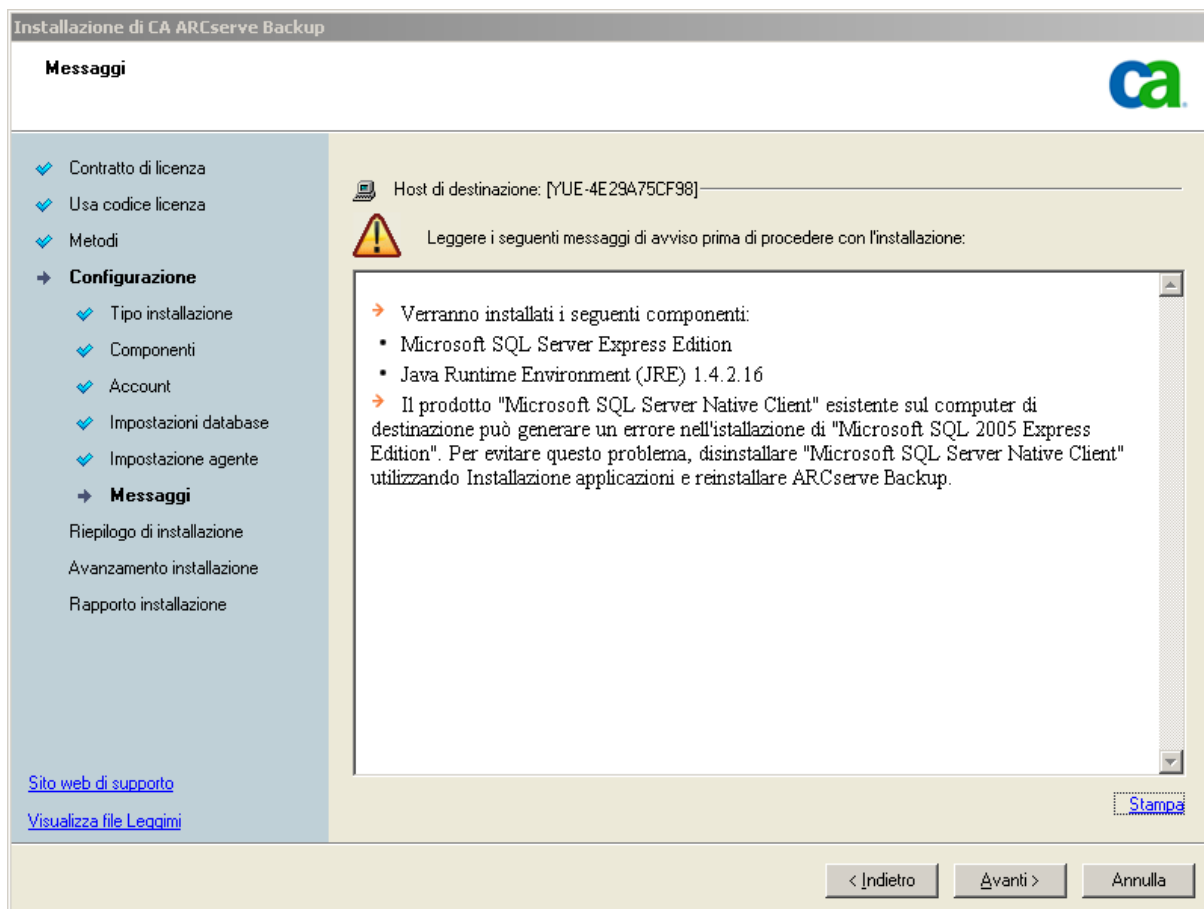 Installazione di CA ARCserve Backup
Messaggi
ca
Contratto di licenza
Usa codice licenza
Metodi
Configurazione
Tipo installazione
Componenti
Account
Impostazioni database
Impostazione agente
Messaggi
Riepilogo di installazione
Avanzamento installazione
Rapporto installazione
Sito web di supporto
Visualizza file Leggimi
Host di destinazione: [YUE-4E29A75CF98]
Leggere i seguenti messaggi di avviso prima di procedere con l'installazione:
Verranno installati i seguenti componenti:
• Microsoft SQL Server Express Edition
• Java Runtime Environment (JRE) 1.4.2.16
Il prodotto "Microsoft SQL Server Native Client" esistente sul computer di
destinazione può generare un errore nell'istallazione di "Microsoft SQL 2005 Express
Edition". Per evitare questo problema, disinstallare "Microsoft SQL Server Native Client"
utilizzando Installazione applicazioni e reinstallare ARCserve Backup.
Stampa
< Indietro
Avanti >
Annulla